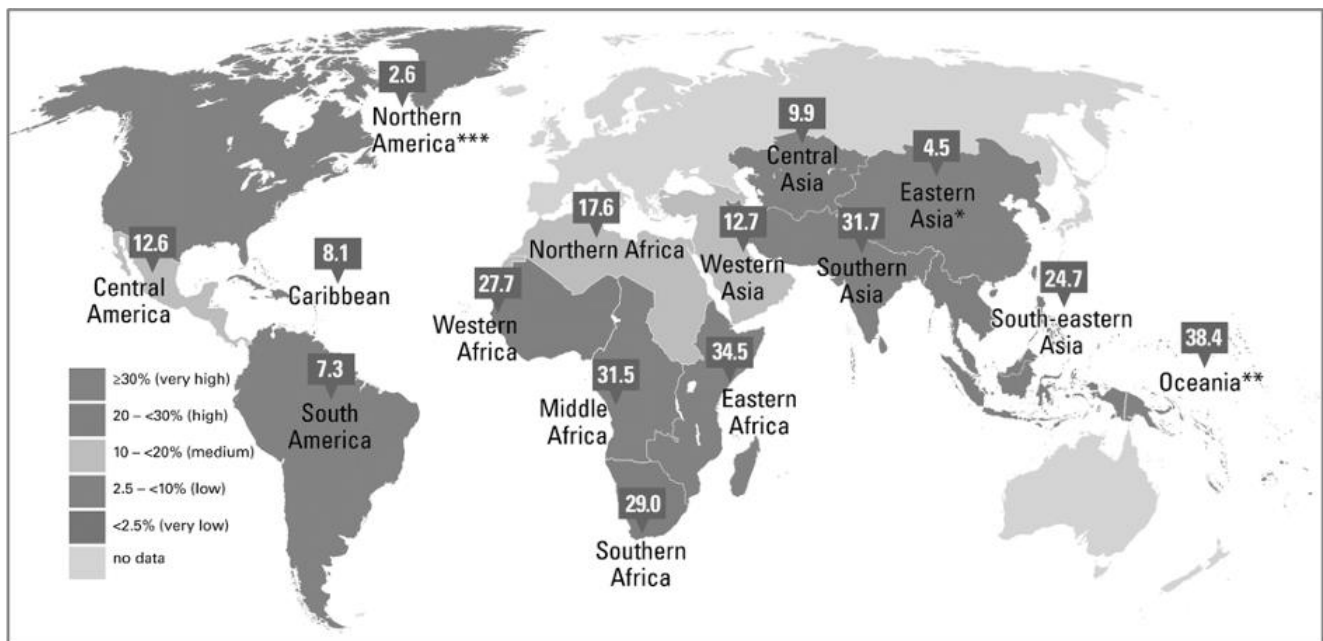 2.6
Northern
America***
9.9
Central
Asia
4.5
Eastern
Asia*
17.6
Northern Africa
12.7
Western
Asia
31.7
Southern
Asia
12.6
Central
America
8.1
Caribbean
27.7
Western
Africa
24.7
South-eastern
Asia
38.4
Oceania**
34.5
Eastern
Africa
31.5
Middle
Africa
7.3
South
America
29.0
Southern
Africa
≥30% (very high)
20 – <30% (high)
10 – <20% (medium)
2.5 – <10% (low)
<2.5% (very low)
no data